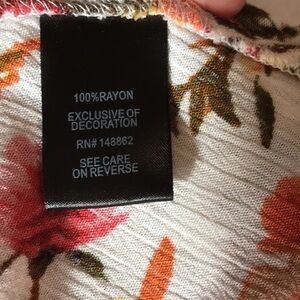 100%RAYON
EXCLUSIVE OF
DECORATION
RN# 148862
SEE CARE
ON REVERSE